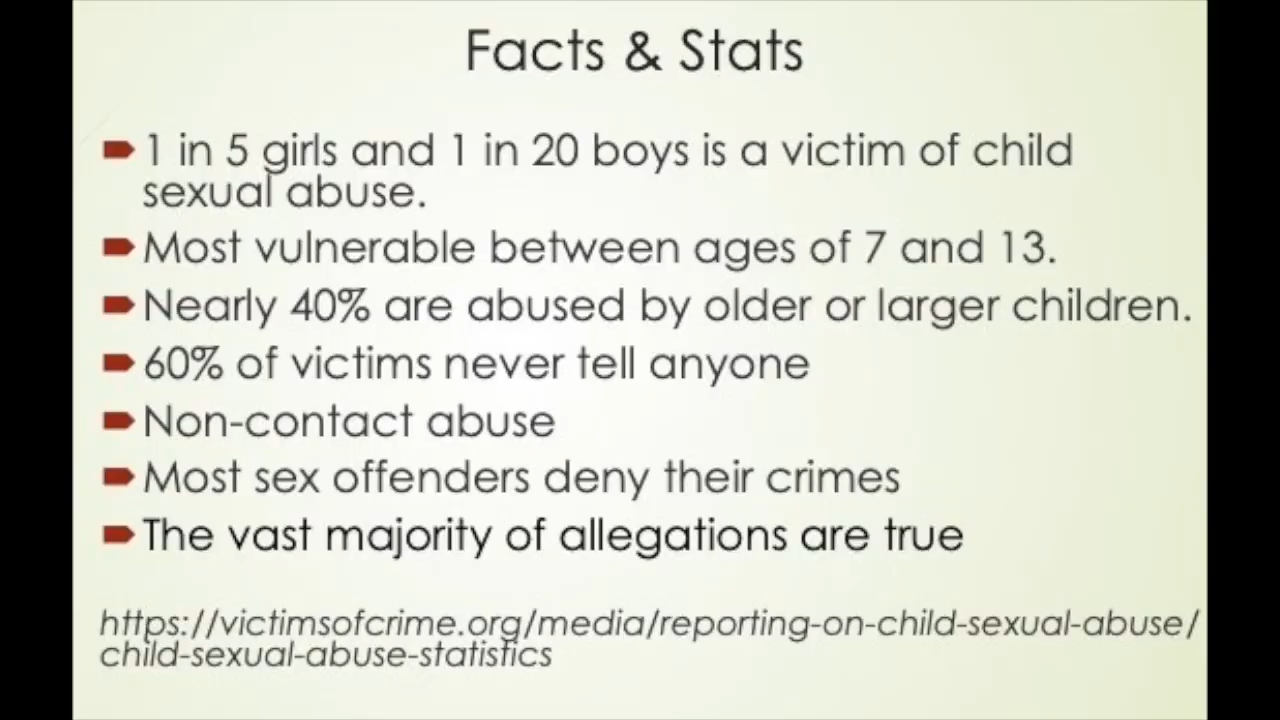 Facts & Stats
1 in 5 girls and 1 in 20 boys is a victim of child
sexual abuse.
Most vulnerable between ages of 7 and 13.
Nearly 40% are abused by older or larger children.
60% of victims never tell anyone
Non-contact abuse
Most sex offenders deny their crimes
The vast majority of allegations are true
https://victimsofcrime.org/media/reporting-on-child-sexual-abuse/
child-sexual-abuse-statistics